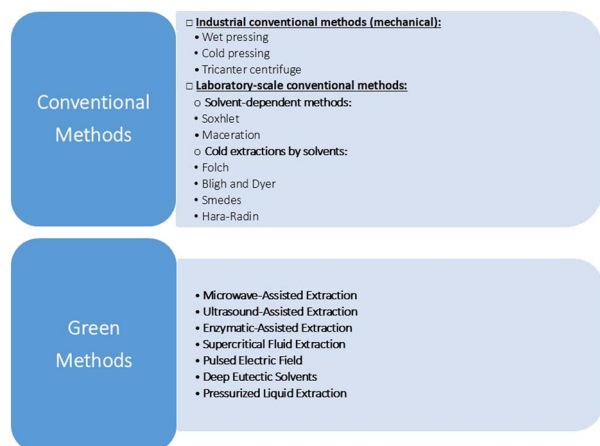 Conventional
Methods
□ Industrial conventional methods (mechanical):
• Wet pressing
• Cold pressing
• Tricanter centrifuge
□ Laboratory-scale conventional methods:
o Solvent-dependent methods:
• Soxhlet
• Maceration
o Cold extractions by solvents:
• Folch
• Bligh and Dyer
• Smedes
• Hara-Radin
Green
Methods
• Microwave-Assisted Extraction
• Ultrasound-Assisted Extraction
• Enzymatic-Assisted Extraction
• Supercritical Fluid Extraction
• Pulsed Electric Field
• Deep Eutectic Solvents
• Pressurized Liquid Extraction